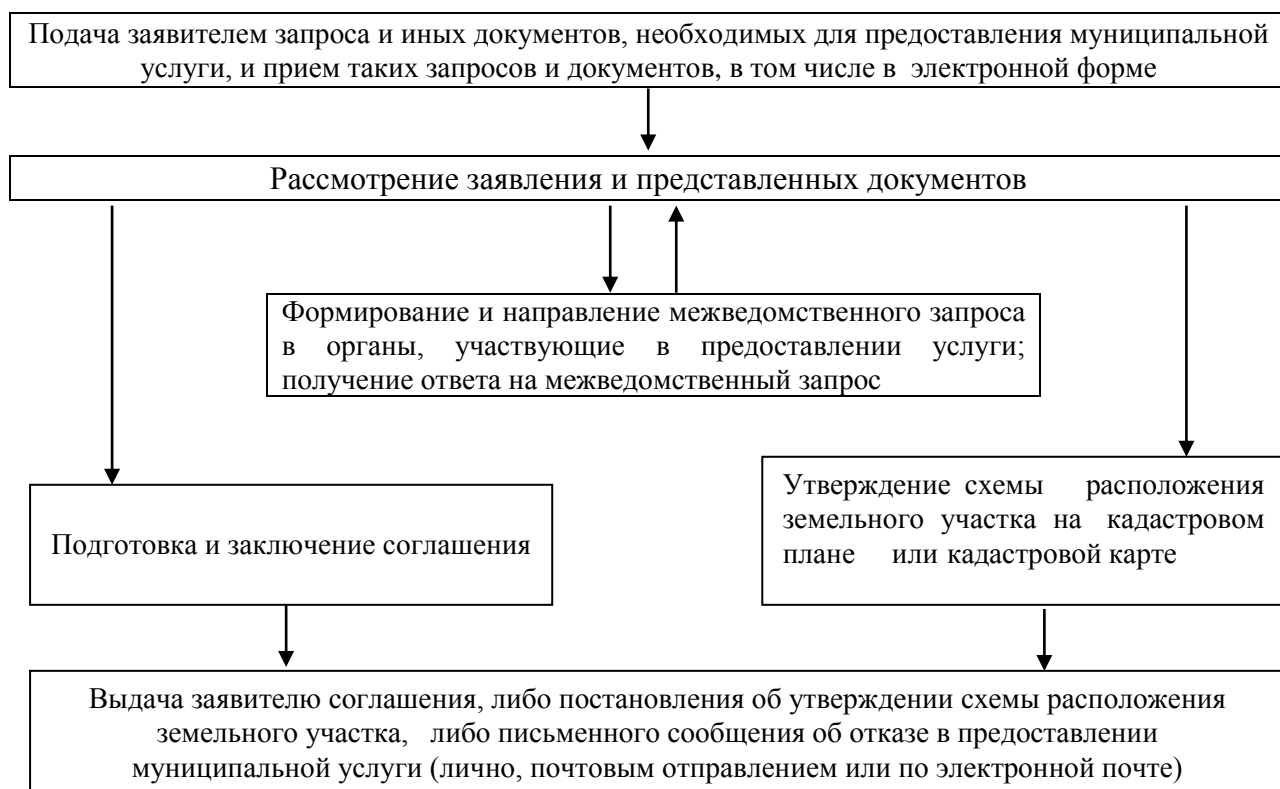 Подача заявителем запроса и иных документов, необходимых для предоставления муниципальной
услуги, и прием таких запросов и документов, в том числе в электронной форме
Рассмотрение заявления и представленных документов
Формирование и направление межведомственного запроса
в органы, участвующие в предоставлении услуги;
получение ответа на межведомственный запрос
Подготовка и заключение соглашения
Утверждение схемы расположения
земельного участка на кадастровом
плане или кадастровой карте
Выдача заявителю соглашения, либо постановления об утверждении схемы расположения
земельного участка, либо письменного сообщения об отказе в предоставлении
муниципальной услуги (лично, почтовым отправлением или по электронной почте)